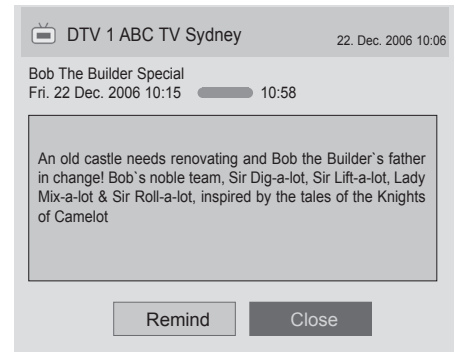 DTV 1 ABC TV Sydney
22. Dec. 2006 10:06
Bob The Builder Special
Fri. 22 Dec. 2006 10:15 10:58
An old castle needs renovating and Bob the Builder`s father
in change! Bob`s noble team, Sir Dig-a-lot, Sir Lift-a-lot, Lady
Mix-a-lot & Sir Roll-a-lot, inspired by the tales of the Knights
of Camelot
Remind
Close